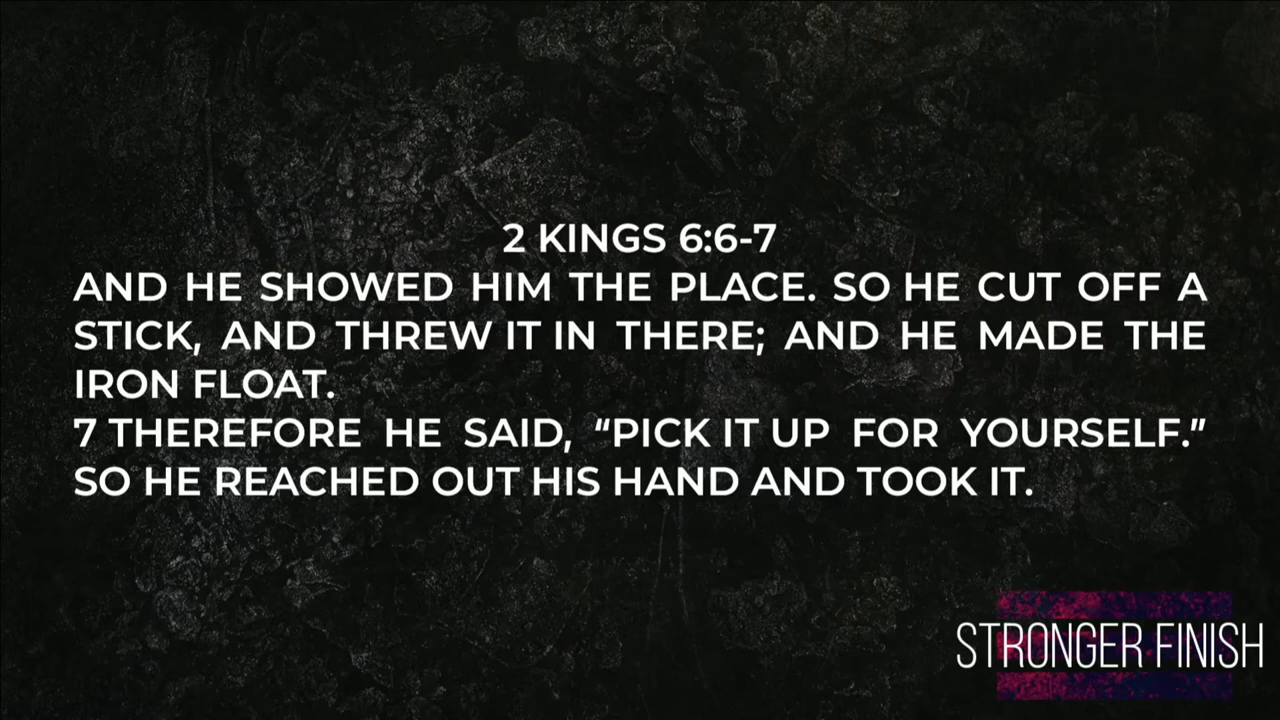 2 KINGS 6:6-7
AND HE SHOWED HIM THE PLACE. SO HE CUT OFF A
STICK, AND THREW IT IN THERE; AND HE MADE THE
IRON FLOAT.
7 THEREFORE HE SAID, “PICK IT UP FOR YOURSELF.”
SO HE REACHED OUT HIS HAND AND TOOK IT.
STRONGER FINISH